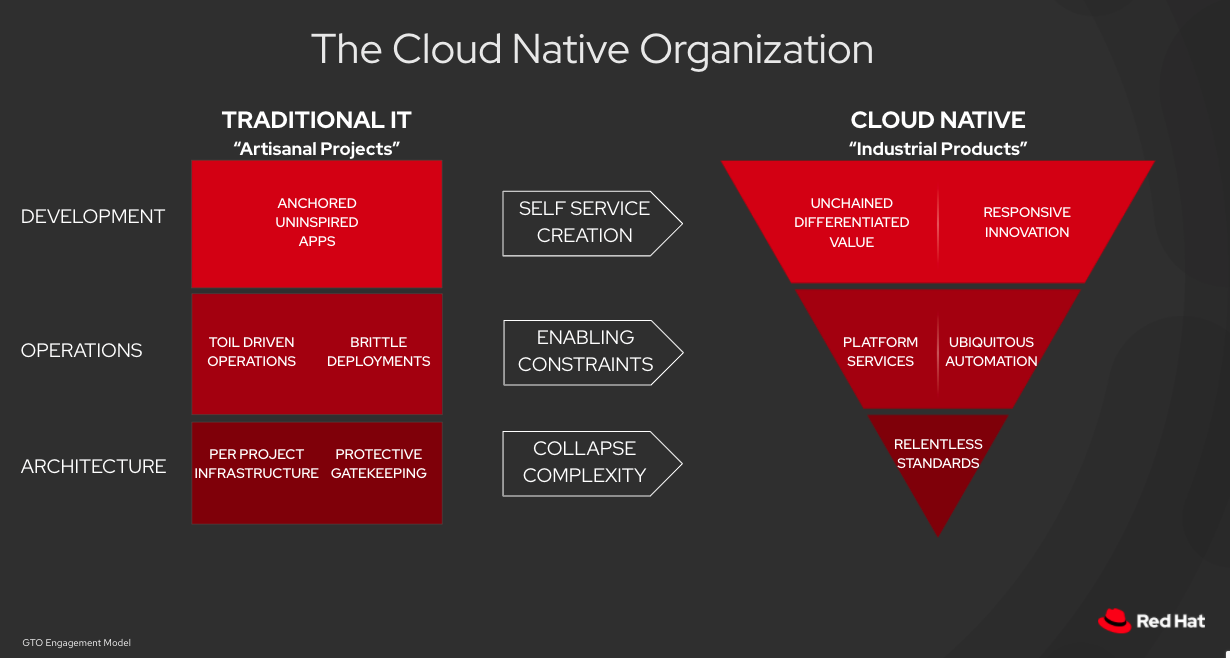 The Cloud Native Organization
TRADITIONAL IT
“Artisanal Projects”
CLOUD NATIVE
“Industrial Products”
DEVELOPMENT
ANCHORED
UNINSPIRED
APPS
SELF SERVICE
CREATION
UNCHAINED
DIFFERENTIATED
VALUE
RESPONSIVE
INNOVATION
OPERATIONS
TOIL DRIVEN
OPERATIONS
BRITTLE
DEPLOYMENTS
ENABLING
CONSTRAINTS
PLATFORM
SERVICES
UBIQUITOUS
AUTOMATION
ARCHITECTURE
PER PROJECT
INFRASTRUCTURE
PROTECTIVE
GATEKEEPING
COLLAPSE
COMPLEXITY
RELENTLESS
STANDARDS
Red Hat
GTO Engagement Model